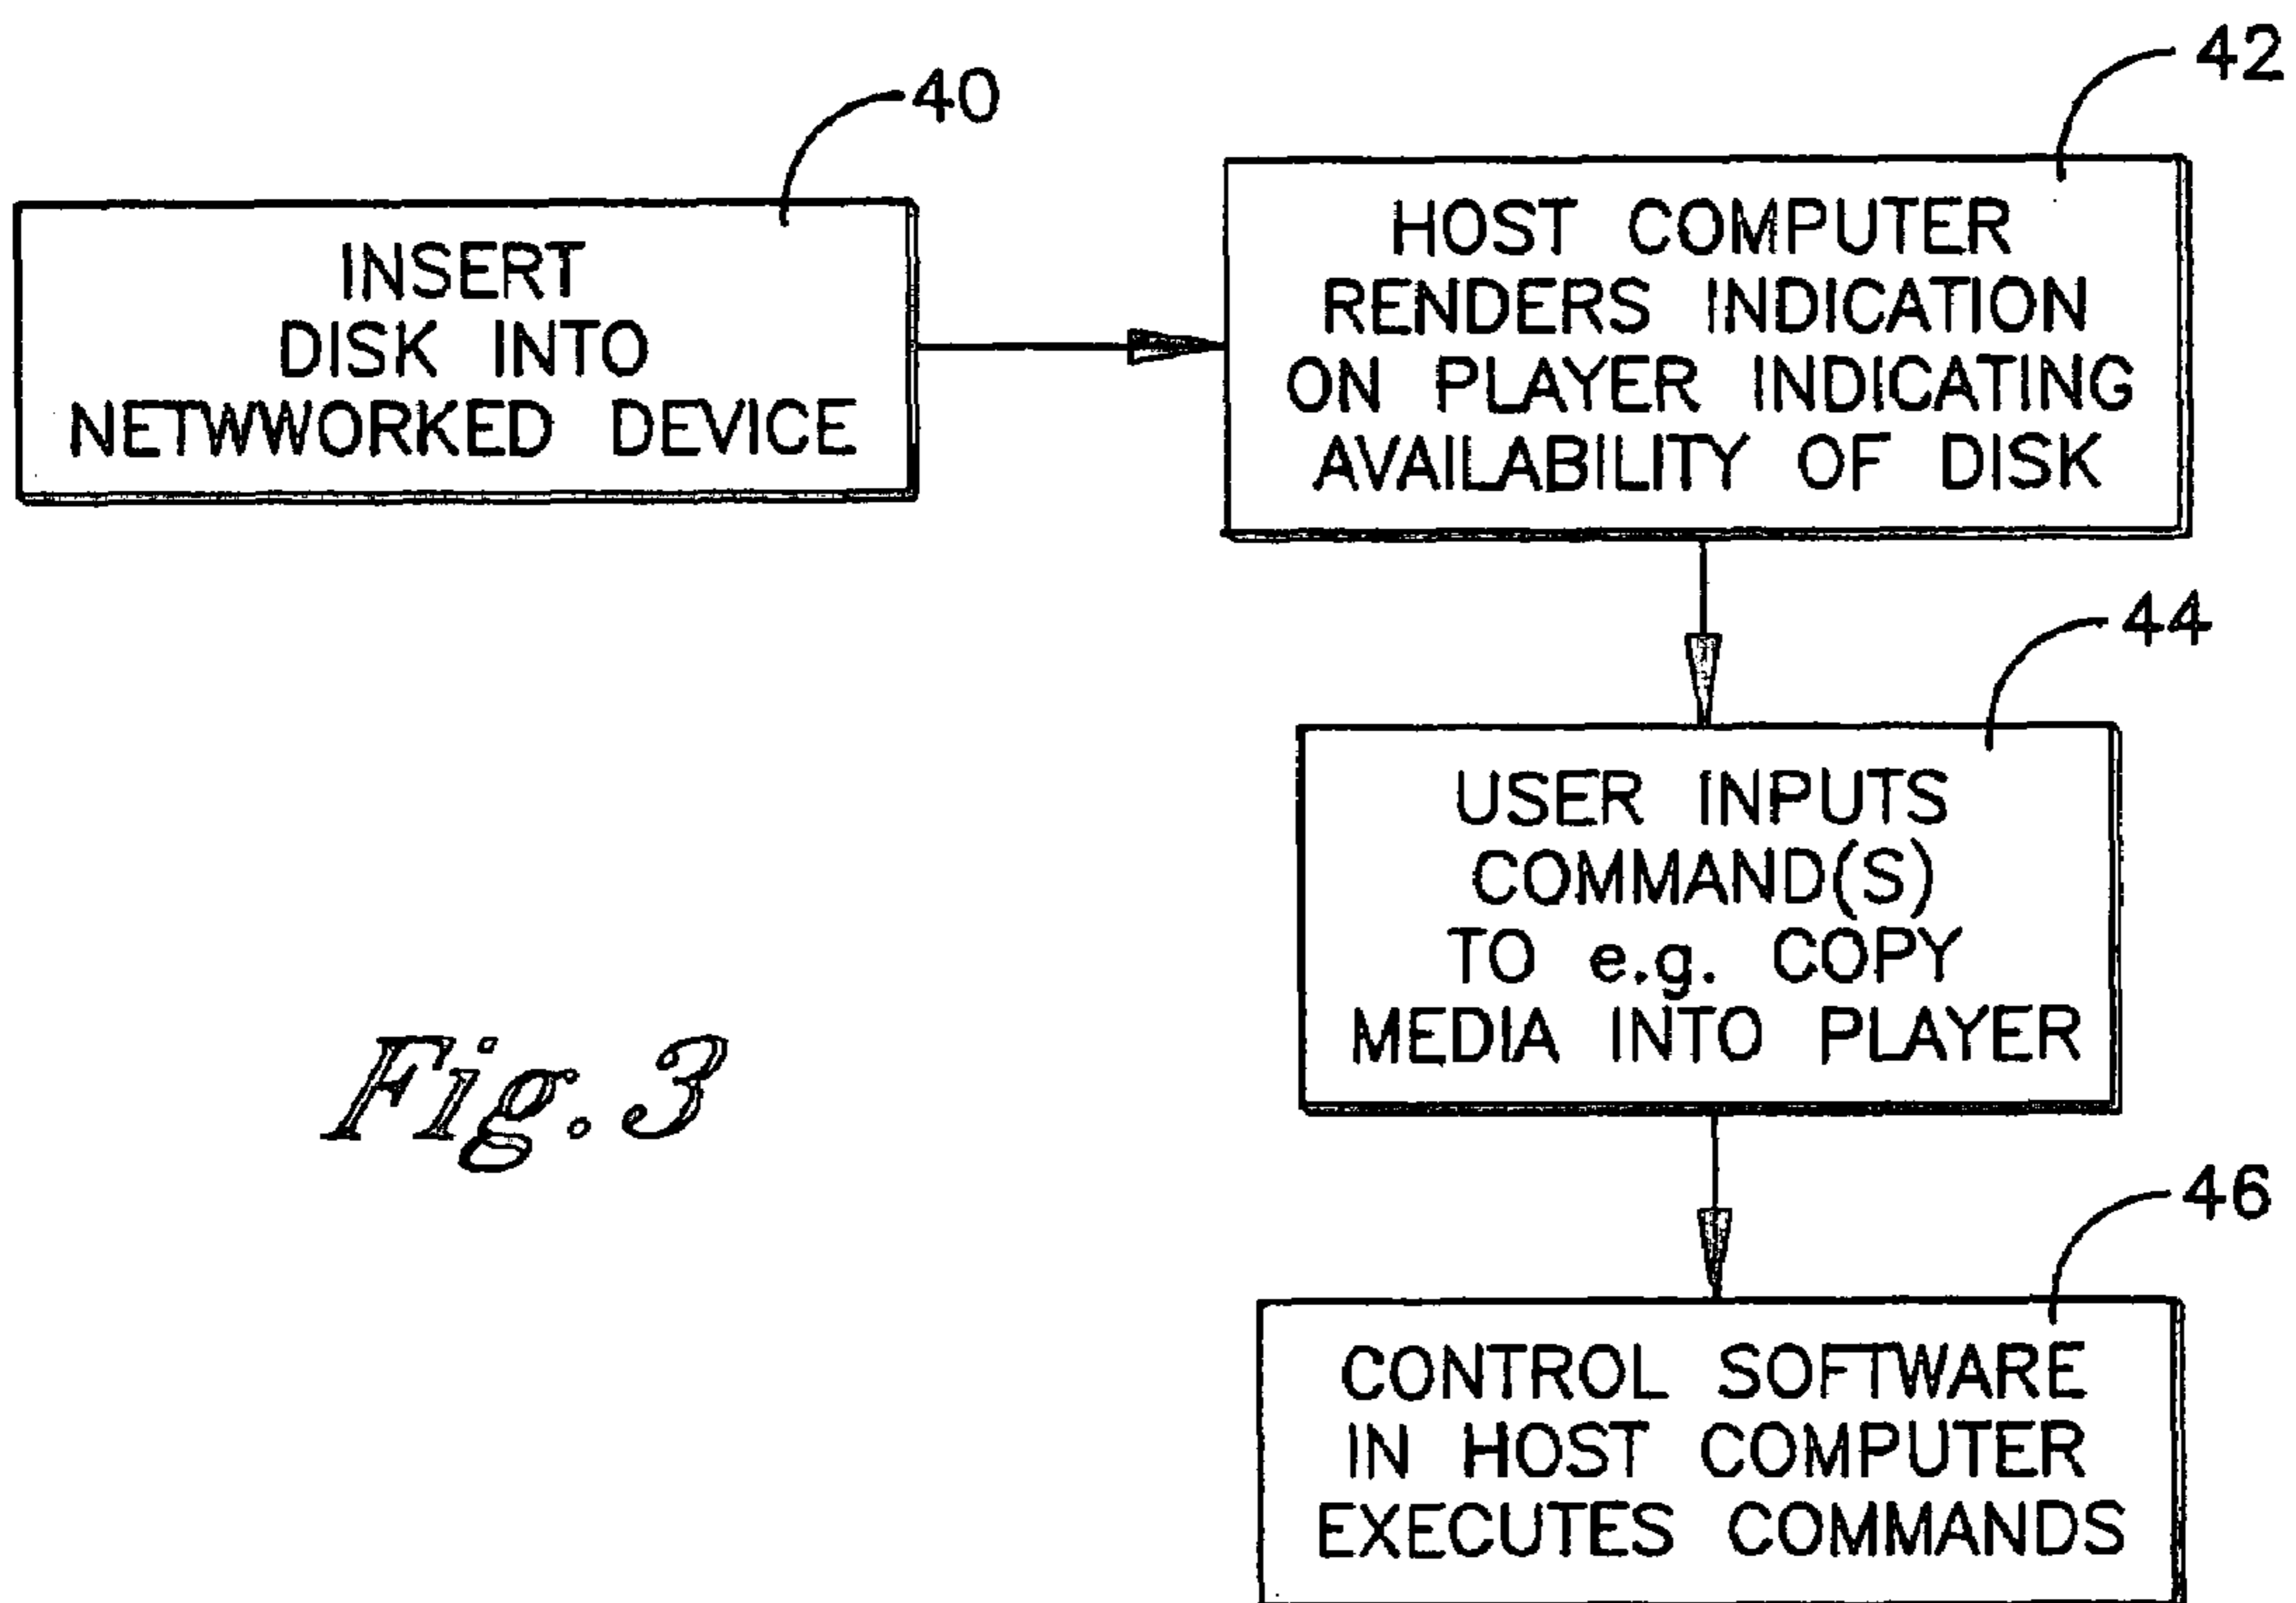 40
INSERT
DISK INTO
NETWWORKED DEVICE
42
HOST COMPUTER
RENDERS INDICATION
ON PLAYER INDICATING
AVAILABILITY OF DISK
44
USER INPUTS
COMMAND(S)
TO e.g. COPY
MEDIA INTO PLAYER
46
CONTROL SOFTWARE
IN HOST COMPUTER
EXECUTES COMMANDS
Fig. 3